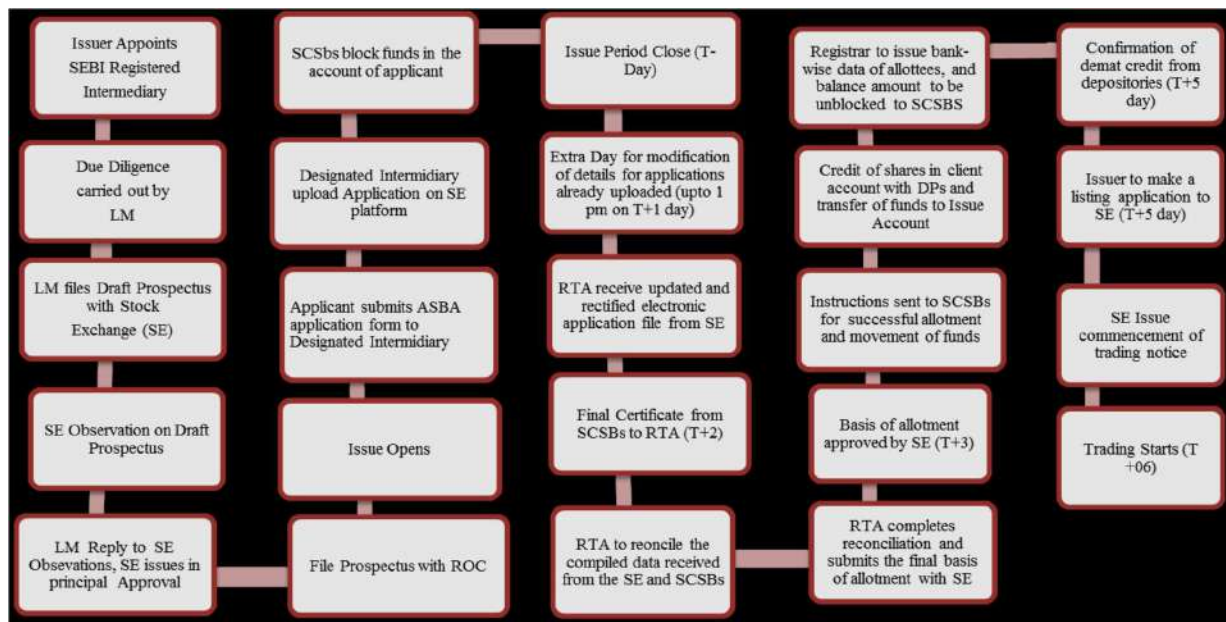 Issuer Appoints
SEBI Registered
Intermediary
Due Diligence
carried out by
LM
LM files Draft Prospectus
with Stock
Exchange (SE)
SE Observation on Draft
Prospectus
LM Reply to SE
Obsevations, SE issues in
principal Approval
File Prospectus with ROC
Issue Opens
Applicant submits ASBA
application form to
Designated Intermidiary
Designated Intermidiary
upload Application on SE
platform
SCSbs block funds in the
account of applicant
Issue Period Close (T-
Day)
Extra Day for modification
of details for applications
already uploaded (upto 1
pm on T+1 day)
RTA receive updated and
rectified electronic
application file from SE
Final Certificate from
SCSBs to RTA (T+2)
RTA to reconcile the
compiled data received
from the SE and SCSBs
RTA completes
reconciliation and
submits the final basis
of allotment with SE
Basis of allotment
approved by SE (T+3)
Instructions sent to SCSBs
for successful allotment
and movement of funds
Credit of shares in client
account with DPs and
transfer of funds to Issue
Account
Registrar to issue bank-
wise data of allottees, and
balance amount to be
unblocked to SCSBS
Confirmation of
demat credit from
depositories (T+5
day)
Issuer to make a
listing application to
SE (T+5 day)
SE Issue
commencement of
trading notice
Trading Starts (T
+06)